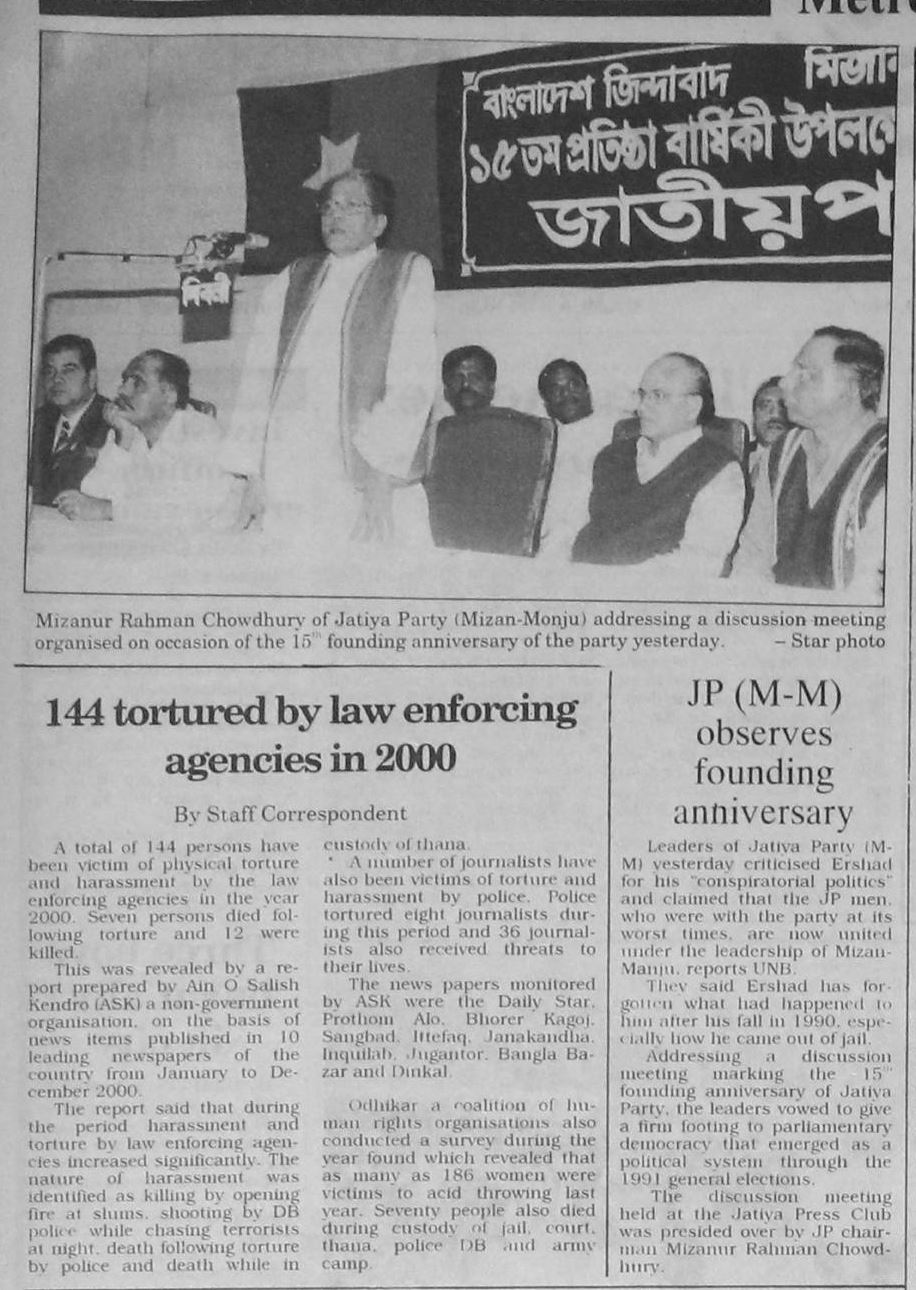 Metro
বাংলাদেশ জিন্দাবাদ মিজান
১৫ তম প্রতিষ্ঠা বার্ষিকী উপলক্ষে
জাতীয় প
Mizanur Rahman Chowdhury of Jatiya Party (Mizan-Monju) addressing a discussion meeting
organised on occasion of the 15th founding anniversary of the party yesterday. – Star photo
144 tortured by law enforcing
agencies in 2000
By Staff Correspondent
A total of 144 persons have
been victim of physical torture
and harassment by the law
enforcing agencies in the year
2000. Seven persons died fol-
lowing torture and 12 were
killed.
This was revealed by a re-
port prepared by Ain O Salish
Kendro (ASK) a non-government
organisation, on the basis of
news items published in 10
leading newspapers of the
country from January to De-
cember 2000.
The report said that during
the period harassment and
torture by law enforcing agen-
cies increased significantly. The
nature of harassment was
identified as killing by opening
fire at slums, shooting by DB
police while chasing terrorists
at night, death following torture
by police and death while in
custody of thana.
* A number of journalists have
also been victims of torture and
harassment by police. Police
tortured eight journalists dur-
ing this period and 36 journal-
ists also received threats to
their lives.
The news papers monitored
by ASK were the Daily Star,
Prothom Alo, Bhorer Kagoj,
Sangbad, Ittefaq, Janakandha,
Inquilab, Jugantor, Bangla Ba-
zar and Dinkal.
Odhikar a coalition of hu-
man rights organisations also
conducted a survey during the
year found which revealed that
as many as 186 women were
victims to acid throwing last
year. Seventy people also died
during custody of jail, court,
thana, police DB and army
camp.
JP (M-M)
observes
founding
anniversary
Leaders of Jatiya Party (M-
M) yesterday criticised Ershad
for his "conspiratorial politics"
and claimed that the JP men,
who were with the party at its
worst times, are now united
under the leadership of Mizan-
Manju, reports UNB.
They said Ershad has for-
gotten what had happened to
him after his fall in 1990, espe-
cially how he came out of jail.
Addressing a discussion
meeting marking the 15th
founding anniversary of Jatiya
Party, the leaders vowed to give
a firm footing to parliamentary
democracy that emerged as a
political system through the
1991 general elections.
The discussion meeting
held at the Jatiya Press Club
was presided over by JP chair-
man Mizanur Rahman Chowd-
hury.